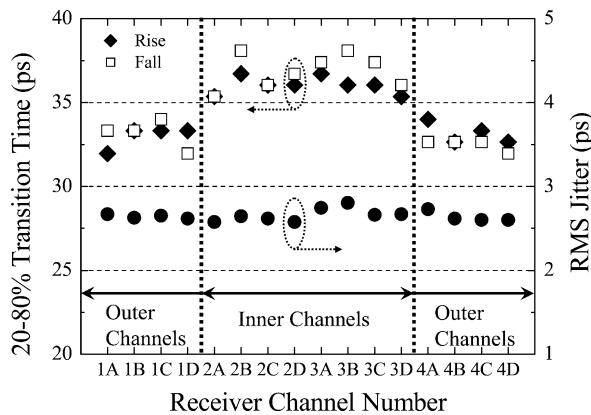 40
35
30
25
20
20-80% Transition Time (ps)
Rise
Fall
5
4
3
2
1
RMS Jitter (ps)
Outer
Channels
Inner Channels
Outer
Channels
1A 1B 1C 1D 2A 2B 2C 2D 3A 3B 3C 3D 4A 4B 4C 4D
Receiver Channel Number